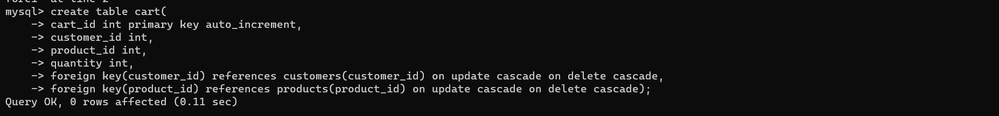 mysql> create table cart(
    -> cart_id int primary key auto_increment,
    -> customer_id int,
    -> product_id int,
    -> quantity int,
    -> foreign key(customer_id) references customers(customer_id) on update cascade on delete cascade,
    -> foreign key(product_id) references products(product_id) on update cascade on delete cascade);
Query OK, 0 rows affected (0.11 sec)